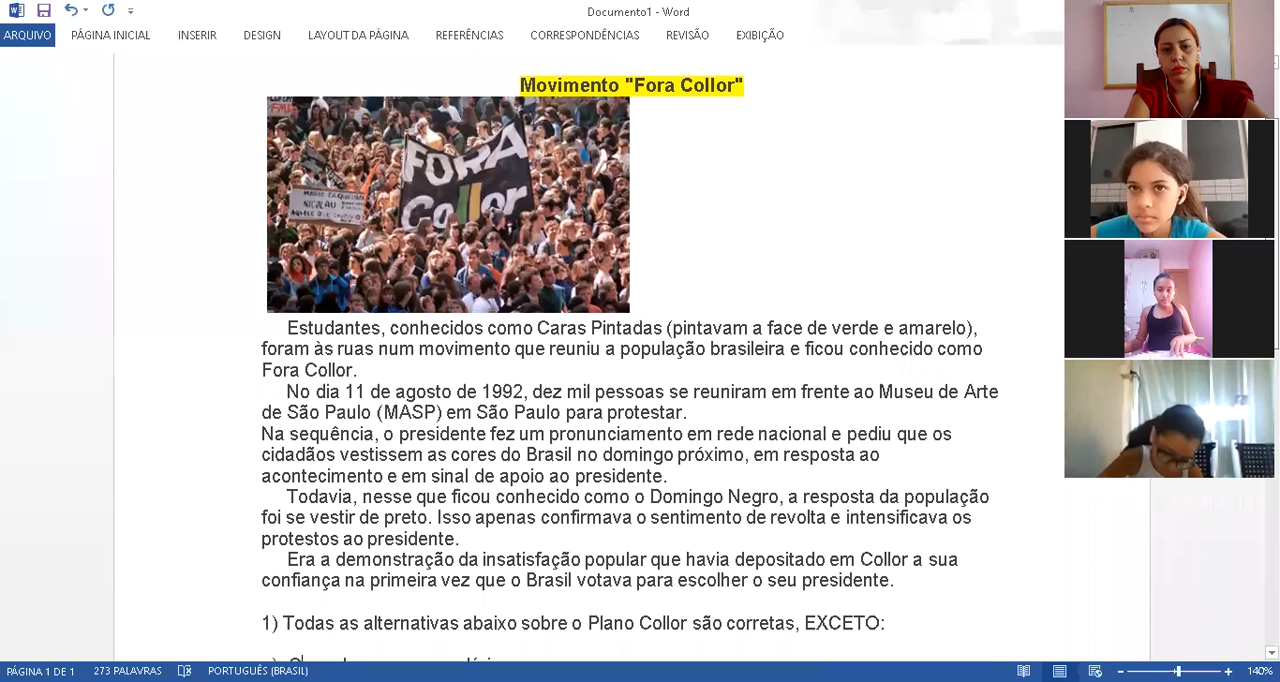 Documento1 - Word
ARQUIVO PÁGINA INICIAL INSERIR DESIGN LAYOUT DA PÁGINA REFERÊNCIAS CORRESPONDÊNCIAS REVISÃO EXIBIÇÃO
Movimento "Fora Collor"
FORA
Collor
NICOLAU
Estudantes, conhecidos como Caras Pintadas (pintavam a face de verde e amarelo),
foram às ruas num movimento que reuniu a população brasileira e ficou conhecido como
Fora Collor.
No dia 11 de agosto de 1992, dez mil pessoas se reuniram em frente ao Museu de Arte
de São Paulo (MASP) em São Paulo para protestar.
Na sequência, o presidente fez um pronunciamento em rede nacional e pediu que os
cidadãos vestissem as cores do Brasil no domingo próximo, em resposta ao
acontecimento e em sinal de apoio ao presidente.
Todavia, nesse que ficou conhecido como o Domingo Negro, a resposta da população
foi se vestir de preto. Isso apenas confirmava o sentimento de revolta e intensificava os
protestos ao presidente.
Era a demonstração da insatisfação popular que havia depositado em Collor a sua
confiança na primeira vez que o Brasil votava para escolher o seu presidente.
1) Todas as alternativas abaixo sobre o Plano Collor são corretas, EXCETO:
PÁGINA 1 DE 1 273 PALAVRAS PORTUGUÊS (BRASIL) 140%